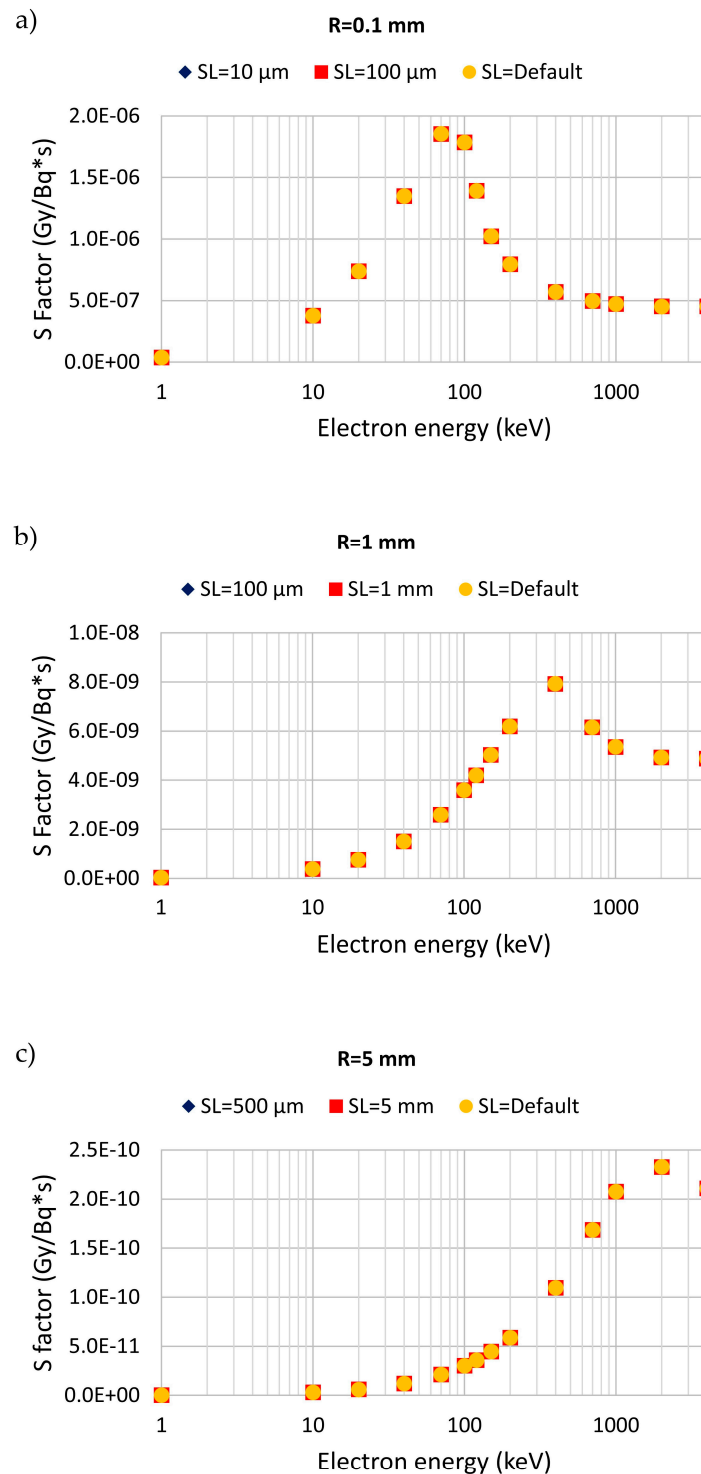 a)
R=0.1 mm
SL=10 µm SL=100 µm SL=Default
2.0E-06
1.5E-06
1.0E-06
5.0E-07
0.0E+00
S Factor (Gy/Bq*s)
1 10 100 1000
Electron energy (keV)
b)
R=1 mm
SL=100 µm SL=1 mm SL=Default
1.0E-08
8.0E-09
6.0E-09
4.0E-09
2.0E-09
0.0E+00
S Factor (Gy/Bq*s)
1 10 100 1000
Electron energy (keV)
c)
R=5 mm
SL=500 µm SL=5 mm SL=Default
2.5E-10
2.0E-10
1.5E-10
1.0E-10
5.0E-11
0.0E+00
S factor (Gy/Bq*s)
1 10 100 1000
Electron energy (keV)